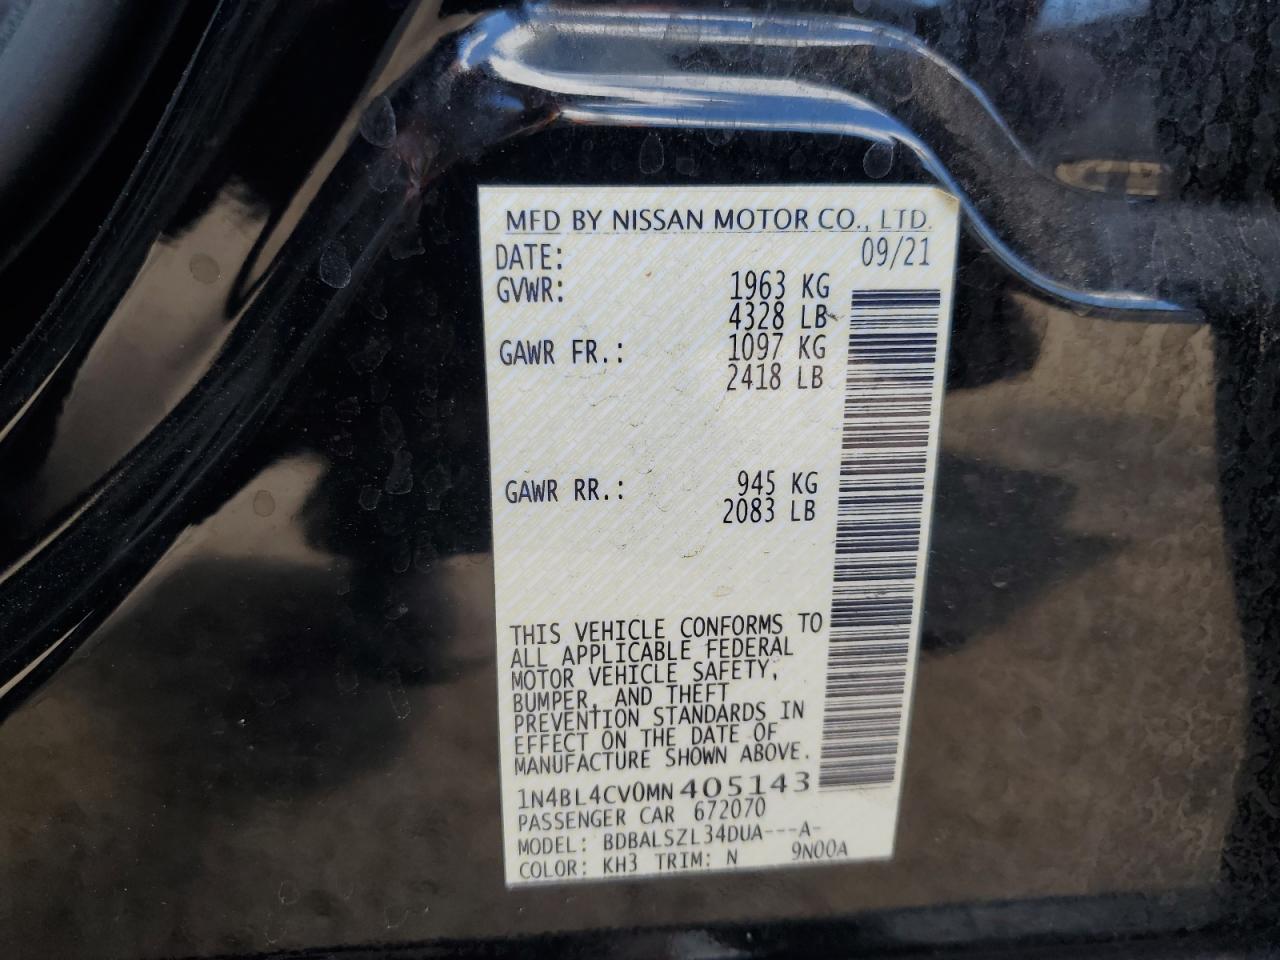 MFD BY NISSAN MOTOR CO., LTD.
DATE: 09/21
GVWR: 1963 KG
4328 LB
GAWR FR.: 1097 KG
2418 LB
GAWR RR.: 945 KG
2083 LB
THIS VEHICLE CONFORMS TO
ALL APPLICABLE FEDERAL
MOTOR VEHICLE SAFETY,
BUMPER, AND THEFT
PREVENTION STANDARDS IN
EFFECT ON THE DATE OF
MANUFACTURE SHOWN ABOVE.
1N4BL4CV0MN405143
PASSENGER CAR 672070
MODEL: BDBALSZL34DUA---A-
COLOR: KH3 TRIM: N 9N00A